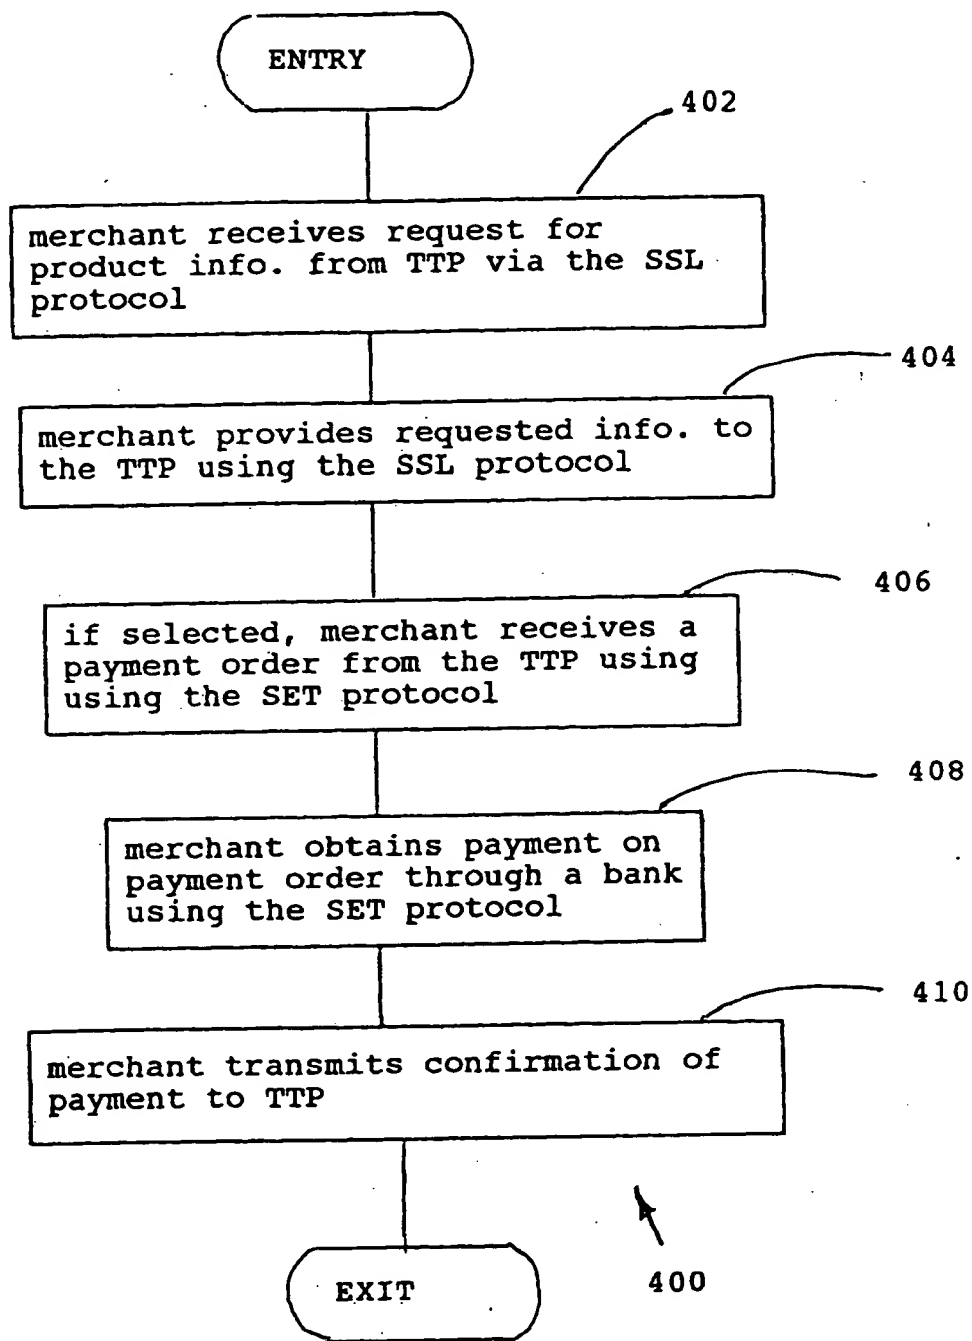 ENTRY
402
merchant receives request for
product info. from TTP via the SSL
protocol
404
merchant provides requested info. to
the TTP using the SSL protocol
406
if selected, merchant receives a
payment order from the TTP using
using the SET protocol
408
merchant obtains payment on
payment order through a bank
using the SET protocol
410
merchant transmits confirmation of
payment to TTP
400
EXIT